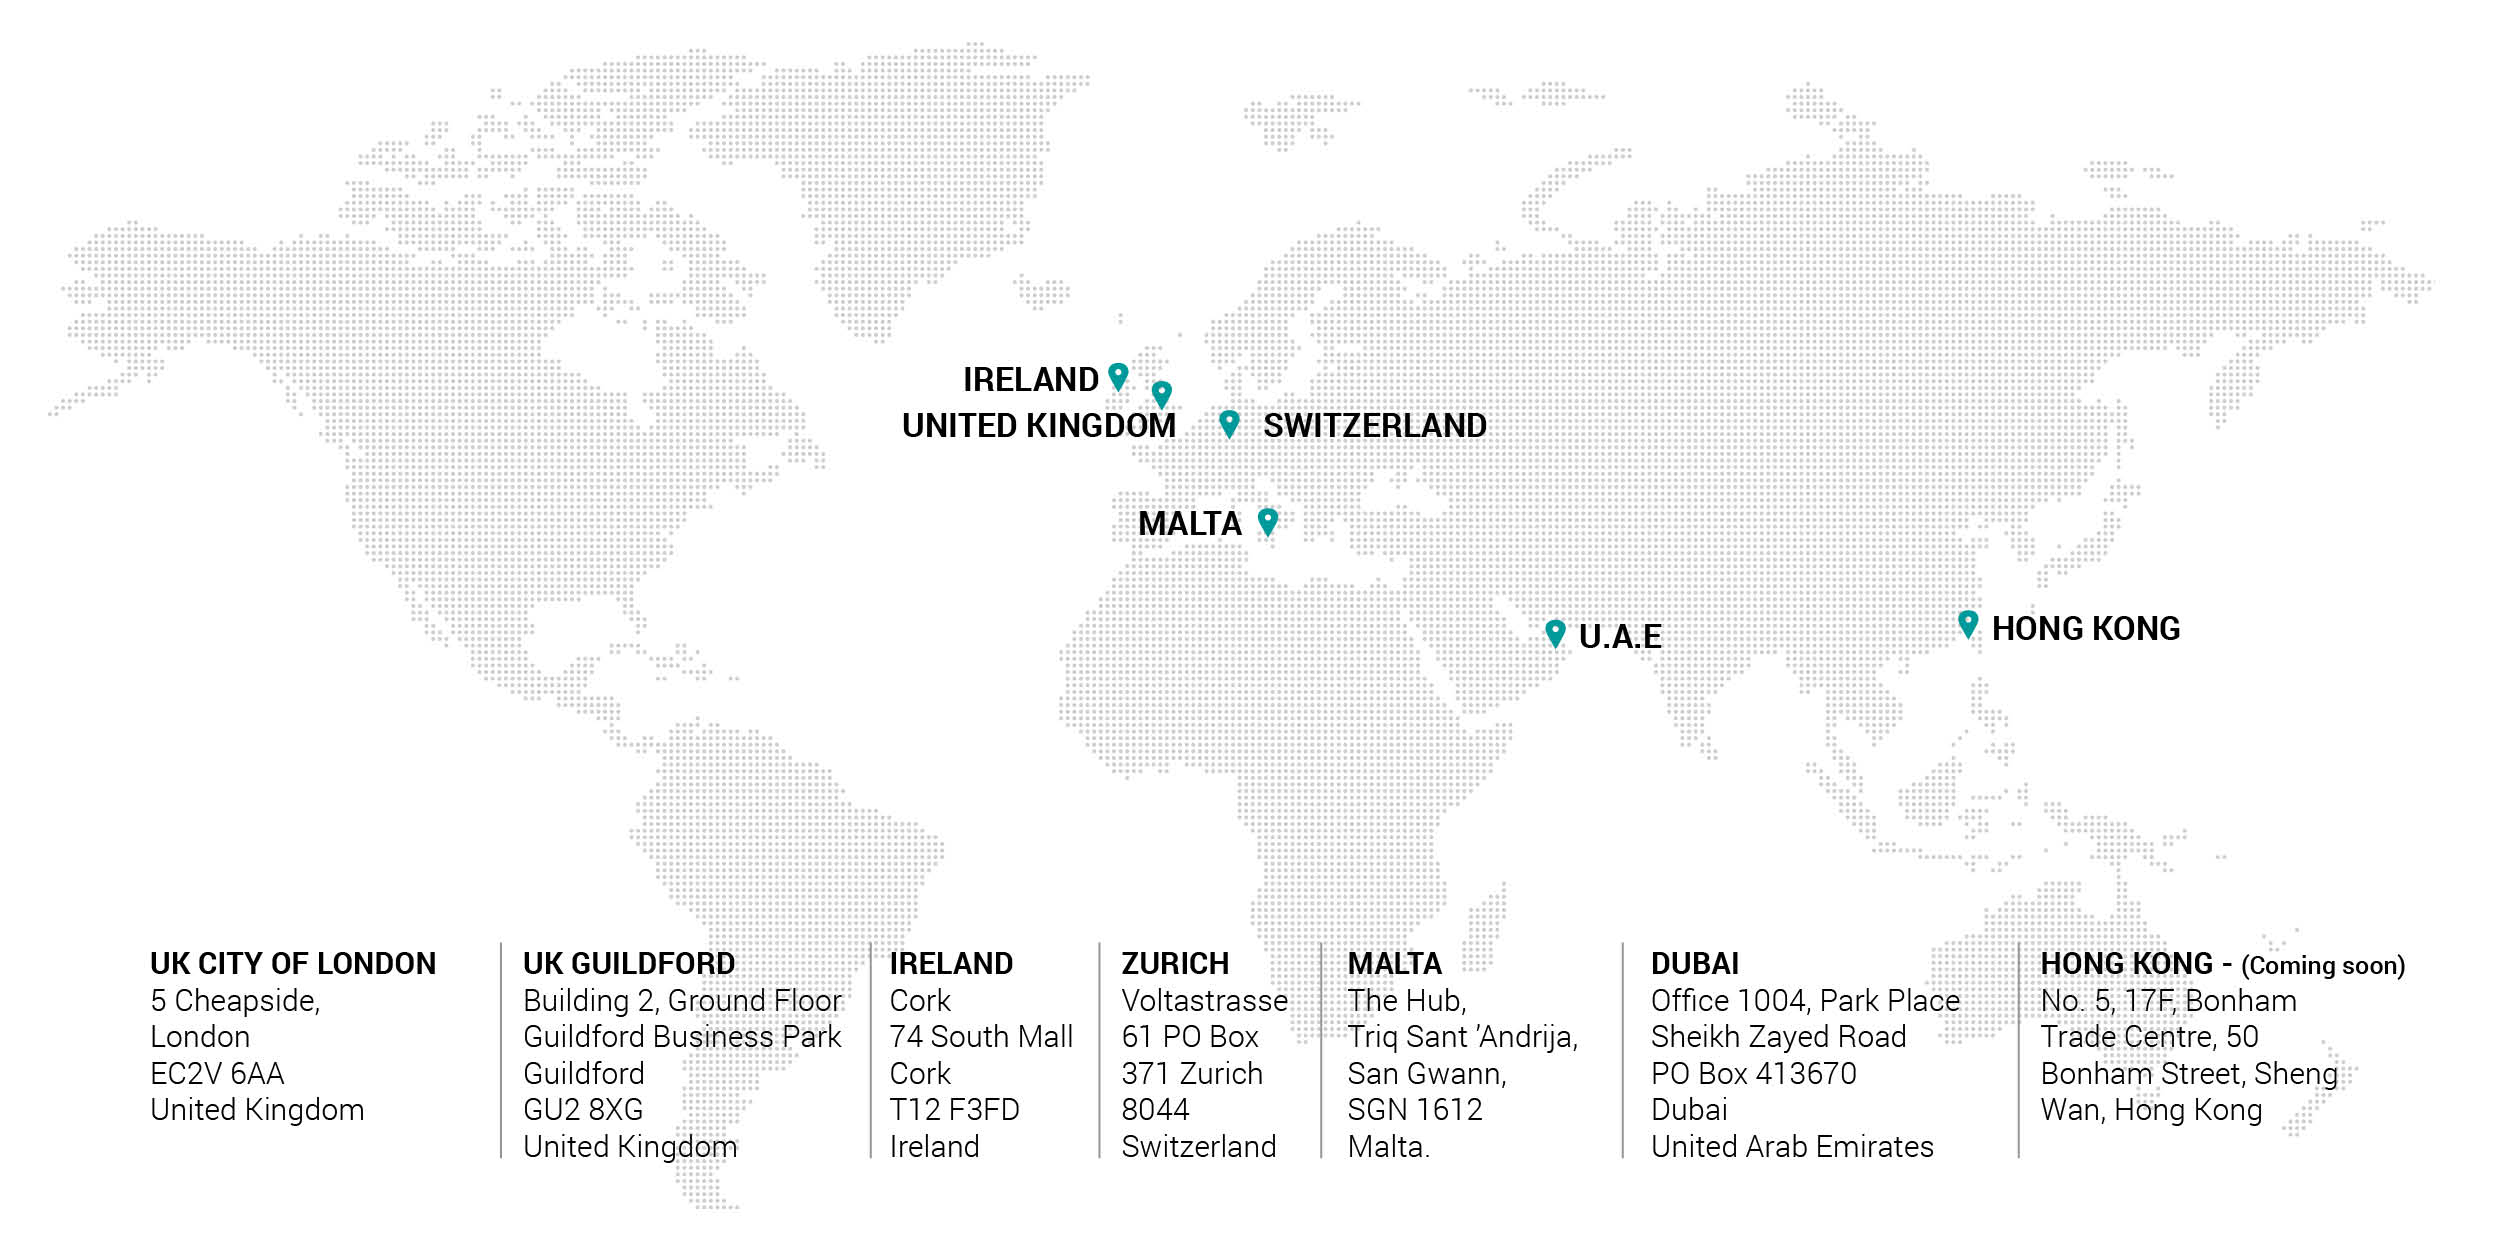 IRELAND
UNITED KINGDOM
SWITZERLAND
MALTA
U.A.E
HONG KONG
UK CITY OF LONDON
5 Cheapside,
London
EC2V 6AA
United Kingdom
UK GUILDFORD
Building 2, Ground Floor
Guildford Business Park
Guildford
GU2 8XG
United Kingdom
IRELAND
Cork
74 South Mall
Cork
T12 F3FD
Ireland
ZURICH
Voltastrasse
61 PO Box
371 Zurich
8044
Switzerland
MALTA
The Hub,
Triq Sant ’Andrija,
San Gwann,
SGN 1612
Malta.
DUBAI
Office 1004, Park Place
Sheikh Zayed Road
PO Box 413670
Dubai
United Arab Emirates
HONG KONG - (Coming soon)
No. 5, 17F, Bonham
Trade Centre, 50
Bonham Street, Sheng
Wan, Hong Kong